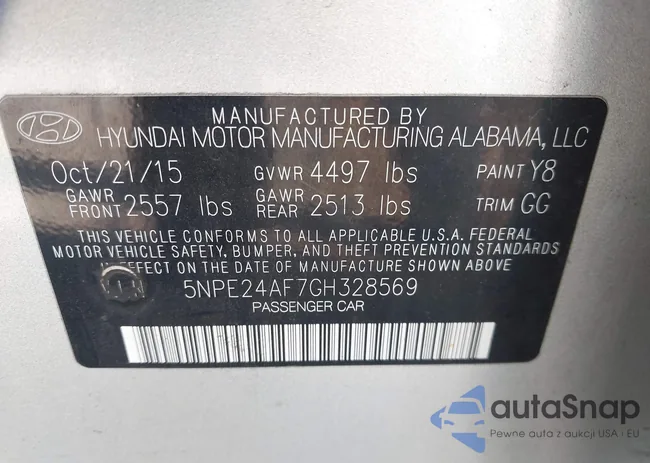 MANUFACTURED BY
HYUNDAI MOTOR MANUFACTURING ALABAMA, LLC
Oct/21/15 GVWR 4497 lbs PAINT Y8
GAWR FRONT 2557 lbs GAWR REAR 2513 lbs TRIM GG
THIS VEHICLE CONFORMS TO ALL APPLICABLE U.S.A. FEDERAL
MOTOR VEHICLE SAFETY, BUMPER, AND THEFT PREVENTION STANDARDS
IN EFFECT ON THE DATE OF MANUFACTURE SHOWN ABOVE
5NPE24AF7GH328569
PASSENGER CAR
autaSnap
Pewne auta z aukcji USA i EU